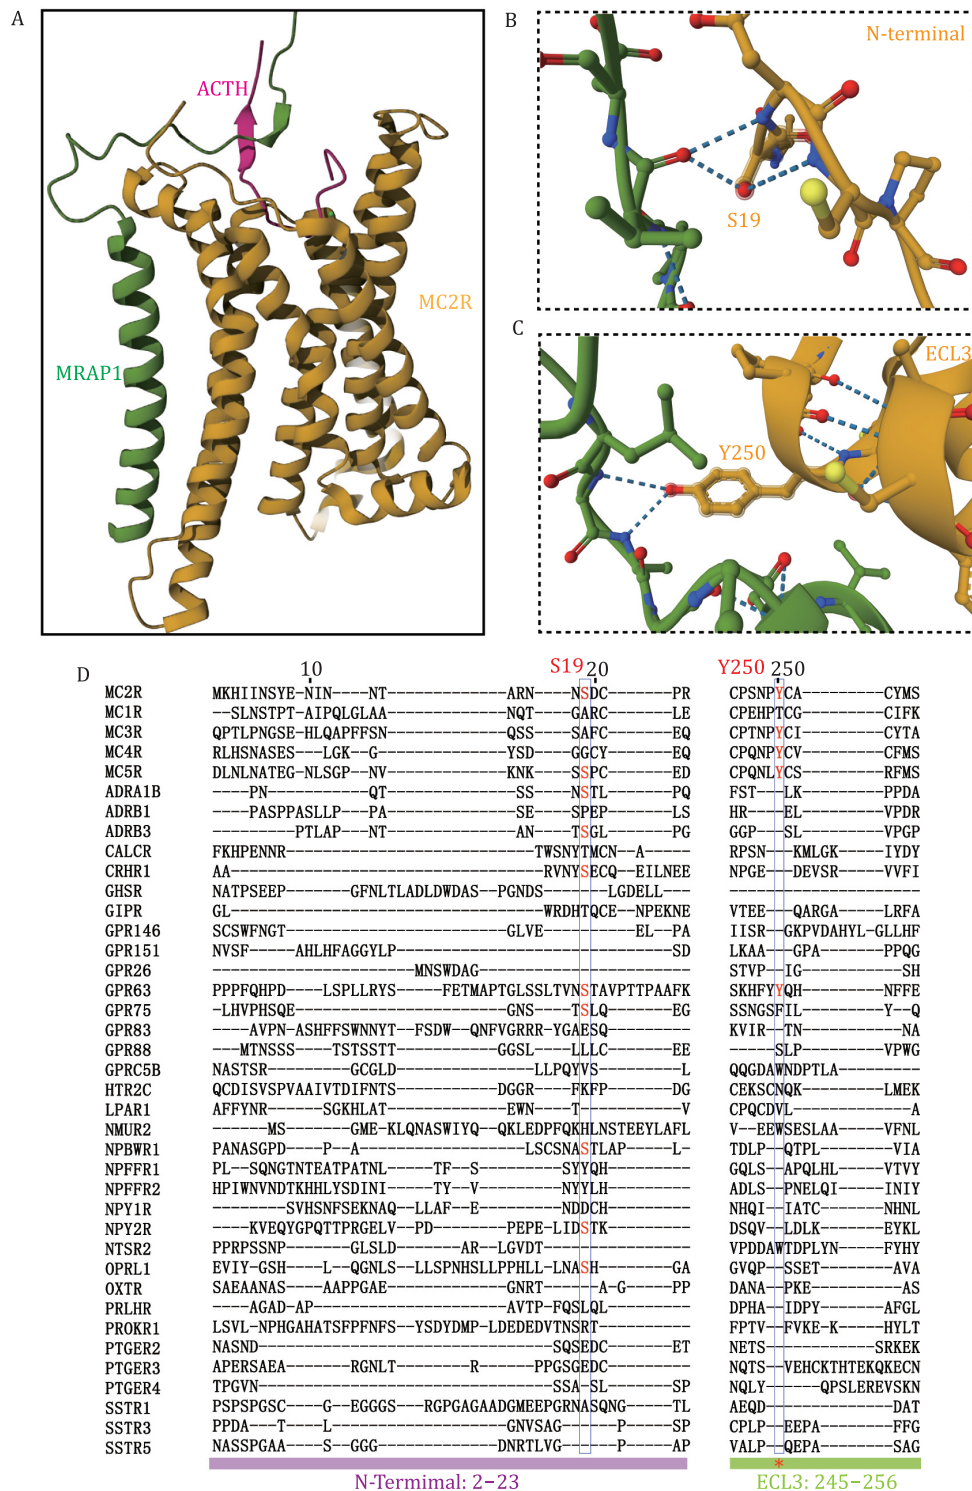 A
ACTH
MC2R
MRAP1
B
N-terminal
S19
C
ECL3
Y250
D
S19
Y250
10
20
250
MC2R MKHIINSYE-NIN----NT-------------ARN----NSDC--------PR CPSNPYCA---------CYMS
MC1R --SLNSTPT-AIPQLGLAA-------------NQT----GARC--------LE CPEHPTCG---------CIFK
MC3R QPTLPNGSE-HLQAPFFSN-------------QSS----SAFC--------EQ CPTNPYCI---------CYTA
MC4R RLHSNASES---LGK--G--------------YSD----GGCY--------EQ CPQNPYCV---------CFMS
MC5R DLNLNATEG-NLSGP--NV-------------KNK----SSPC--------ED CPQNLYCS---------RFMS
ADRA1B ----PN-----------QT-------------SS-----NSTL--------PQ FST---LK---------PPDA
ADRB1 ----PASPPASLLP---PA-------------SE-----SPEP--------LS HR----EL---------VPDR
ADRB3 ---------PTLAP---NT-------------AN-----TSGL--------PG GGP---SL---------VPGP
CALCR FKHPENNR----------------------------TWSNYTMCN--A----- RPSN--KMLGK------IYDY
CRHR1 AA-----------------------------------RVNYSECQ--EILNEE NPGE--DEVSR------VVFI
GHSR NATPSEEP-------GFNLTLADLDWDAS--PGNDS-------LGDELL--- ---------------------
GIPR GL-----------------------------------WRDHTQCE--NPEKNE VTEE---QARGA-----LRFA
GPR146 SCSWFNGT-------------------------GLVE----------EL--PA IISR--GKPVDAHYL-GLLHF
GPR151 NVSF-----AHLHFAGGYLP-------------------------------SD LKAA---GPA-------PPQG
GPR26 ----------------------MNSWDAG------------------------ STVP--IG-----------SH
GPR63 PPPFQHPD----LSPLLRYS-----FETMAPTGLSSLTVNSTAVPTTPAAFK SKHFYYQH---------NFFE
GPR75 --LHVPHSQE-----------------------GNS----TSLQ-------EG SSNGSFIL---------Y--Q
GPR83 ----AVPN-ASHFFSWNNYT--FSDW--QNFVGRRR-YGAESQ---------- KVIR--TN-----------NA
GPR88 ---MTNSSS-----TSTSSTT-----------GGSL----LLLC-------EE -----SLP---------VPWG
GPRC5B NASTSR---------GCGLD------------LLPQYVS----------L QQGDAWNDPTLA---------
HTR2C QCDISVSPVAAIVTDIFNTS------------DGGR---FKFP--------DG CEKSCNQK---------LMEK
LPAR1 AFFYNR------SGKHLAT-------------EWN----T-----------V CPQCDVL------------A
NMUR2 ------MS-------GME-KLQNASWIYQ--QKLEDPFQKHLNSTEEYLAFL V--EEWSESLAA-----VFNL
NPBWR1 PANASGPD----P--A------------------LSCSNASTLAP-----L- TDLP--QTPL--------VIA
NPFFR1 PL--SQNGTNTEATPATNL-----TF--S---------SYYQH---------- GQLS--APQLHL-----VTVY
NPFFR2 HPIWNVNDTKHHLYSDINI-----TY--V---------NYYLH---------- ADLS--PNELQI-----INIY
NPY1R --------SVHSNFSEKNAQ--LLAF--E---------NDDCH---------- NHQI--IATC-------NHNL
NPY2R ----KVEQYGPQTTPRGELV--PD--------PEPE-LIDSTK---------- DSQV--LDLK-------EYKL
NTSR2 PPRPSSNP-------GLSLD-------AR--LGVDT----------------- VPDDAWTDPLYN-----FYHY
OPRL1 EVIY-GSH----L--QGNLS--LLSPNHSLLPPHLL-LNASH---------GA GVQP--SSET--------AVA
OXTR SAEAANAS-----AAPPGAE-------------GNRT------A-G-----PP DANA--PKE----------AS
PRLHR ----AGAD-AP---------------------AVTP-FQSLQL---------- DPHA--IDPY-------AFGL
PROKR1 LSVL-NPHGAHATSFPFNFS--YSDYDMP-LDEDEDVTNSRT----------- FPTV--FVKE-K-----HYLT
PTGER2 NASND---------------------------------SQSEDC-------ET NETS------------SRKEK
PTGER3 APERSAEA----RGNLT--------R------PPGSGEDC------------- NQTS--VEHCKTHTEKQKECN
PTGER4 TPGVN---------------------------------SSA-SL-------SP NQLY------QPSLEREVSKN
SSTR1 PSPSPGSC----G--EGGGS---RGPGAGAADGMEEPGRNASQNG------TL AEQD--------------DAT
SSTR3 PPDA---T----L--------------------GNVSAG------P-----SP CPLP--EEPA--------FFG
SSTR5 NASSPGAA----S--GGG-------------DNRTLVG-------P-----AP VALP--QEPA--------SAG
*
N-Termimal: 2−23
ECL3: 245−256